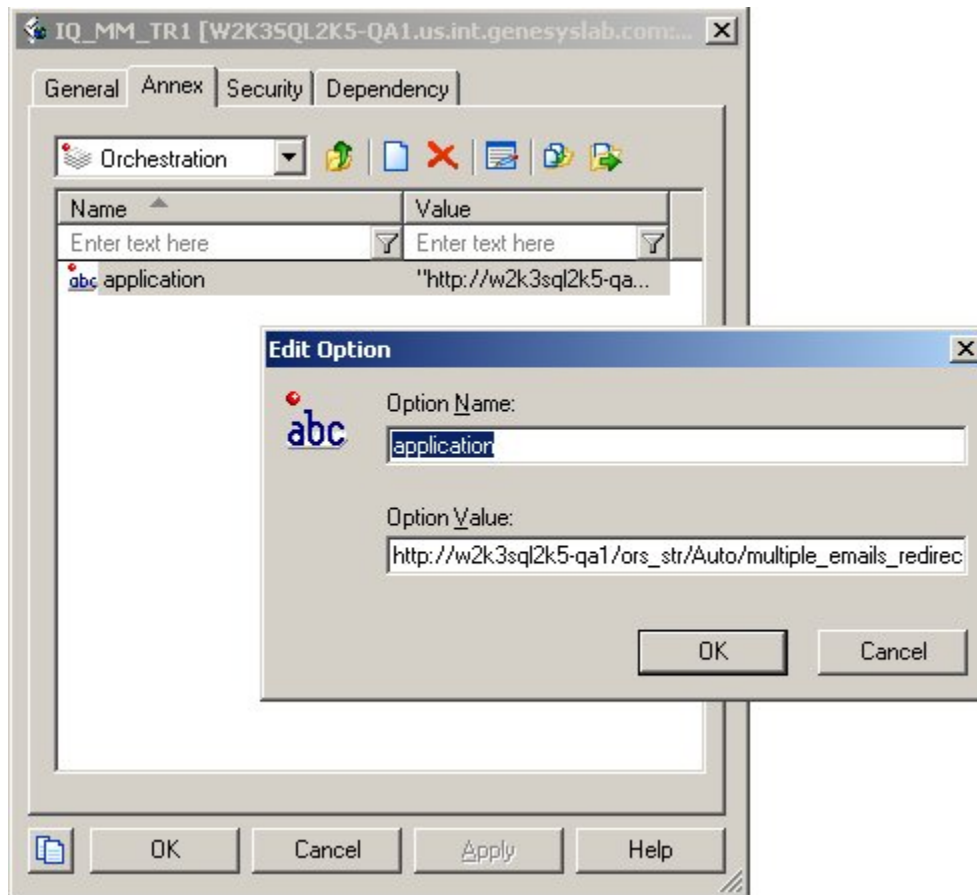 IQ_MM_TR1 [W2K3SQL2K5-QA1.us.int.genesyslab.com:...
General Annex Security Dependency
Orchestration
Name Value
Enter text here Enter text here
abc application "http://w2k3sql2k5-qa...
Edit Option
abc
Option Name:
application
Option Value:
http://w2k3sql2k5-qa1/ors_str/Auto/multiple_emails_redirec
OK Cancel
OK Cancel Apply Help